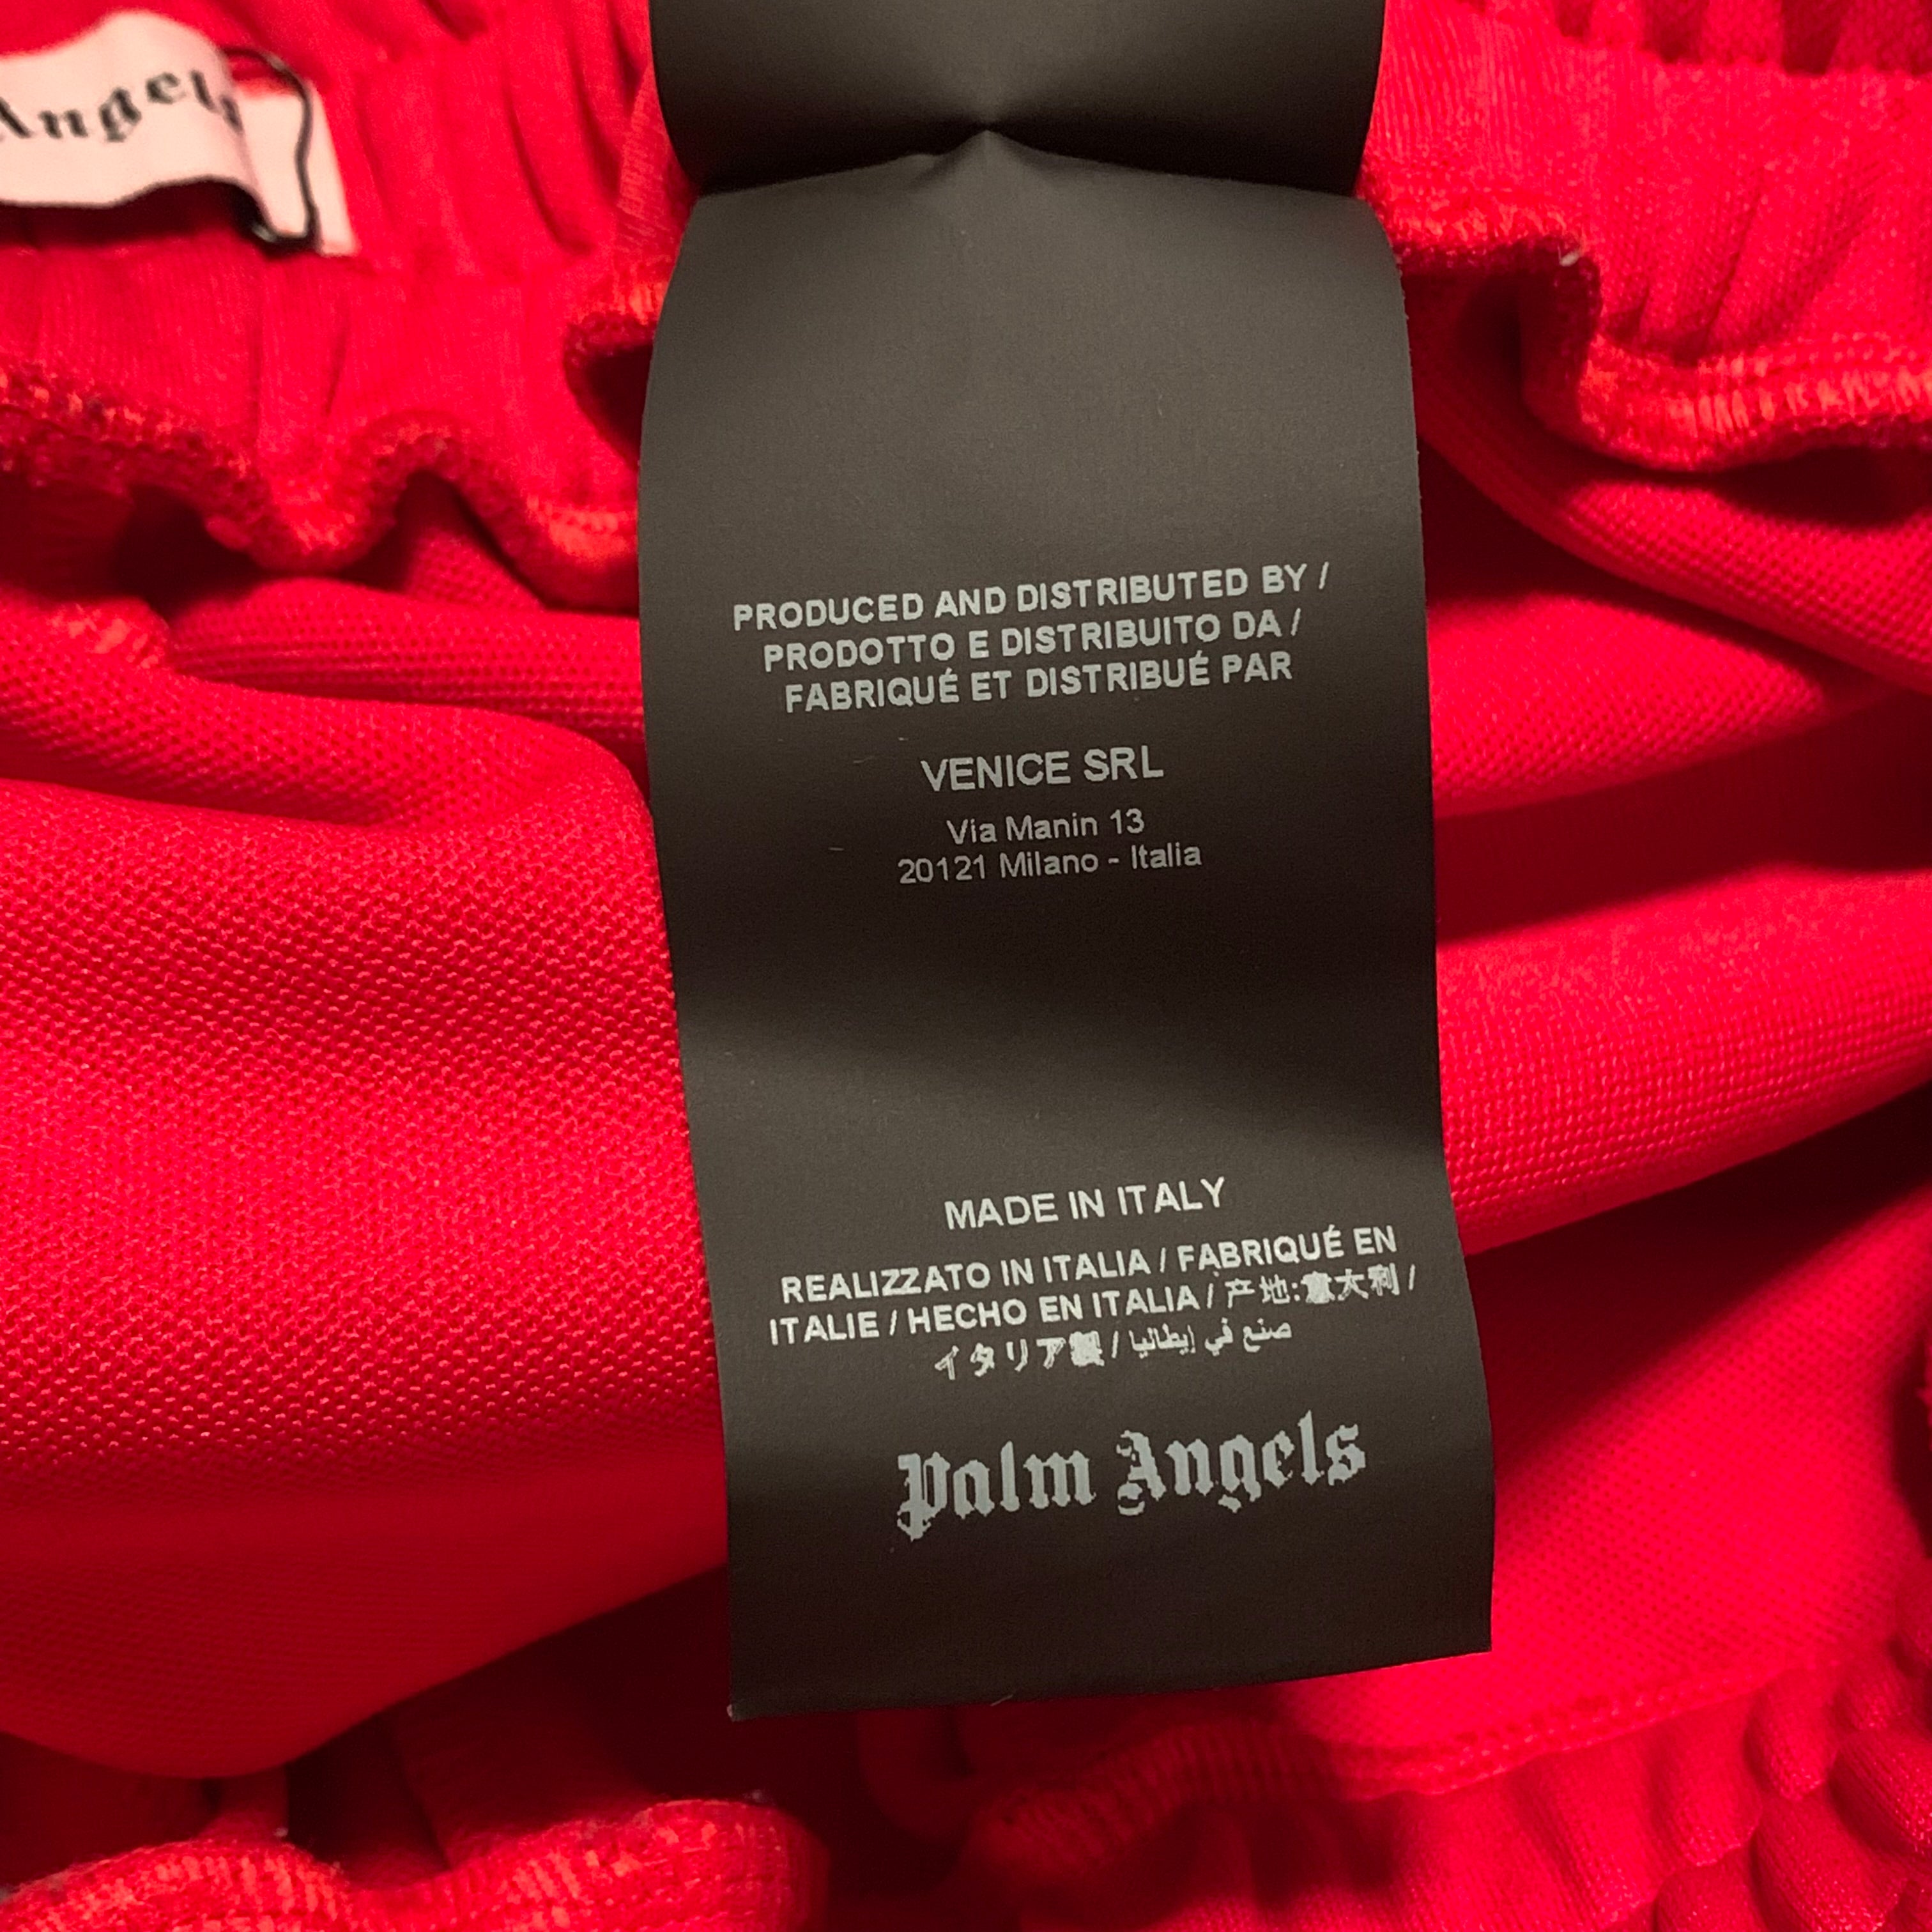 Angels
PRODUCED AND DISTRIBUTED BY /
PRODOTTO E DISTRIBUITO DA /
FABRIQUÉ ET DISTRIBUÉ PAR
VENICE SRL
Via Manin 13
20121 Milano - Italia
MADE IN ITALY
REALIZZATO IN ITALIA / FABRIQUÉ EN
ITALIE / HECHO EN ITALIA / 产地:意大利 /
イタリア製 / صنع في إيطاليا
Palm Angels